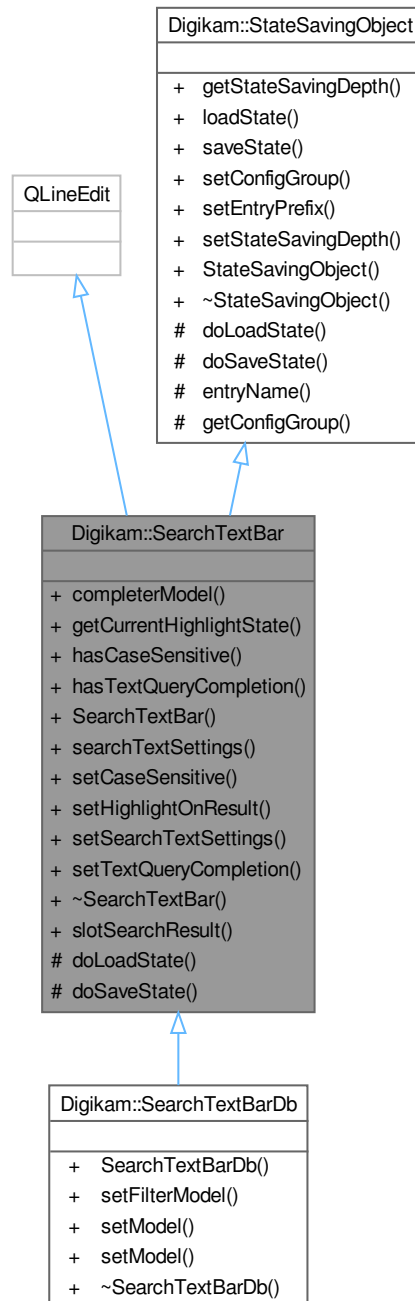 Digikam::StateSavingObject
+ getStateSavingDepth()
+ loadState()
+ saveState()
+ setConfigGroup()
+ setEntryPrefix()
+ setStateSavingDepth()
+ StateSavingObject()
+ ~StateSavingObject()
# doLoadState()
# doSaveState()
# entryName()
# getConfigGroup()
QLineEdit
Digikam::SearchTextBar
+ completerModel()
+ getCurrentHighlightState()
+ hasCaseSensitive()
+ hasTextQueryCompletion()
+ SearchTextBar()
+ searchTextSettings()
+ setCaseSensitive()
+ setHighlightOnResult()
+ setSearchTextSettings()
+ setTextQueryCompletion()
+ ~SearchTextBar()
+ slotSearchResult()
# doLoadState()
# doSaveState()
Digikam::SearchTextBarDb
+ SearchTextBarDb()
+ setFilterModel()
+ setModel()
+ setModel()
+ ~SearchTextBarDb()